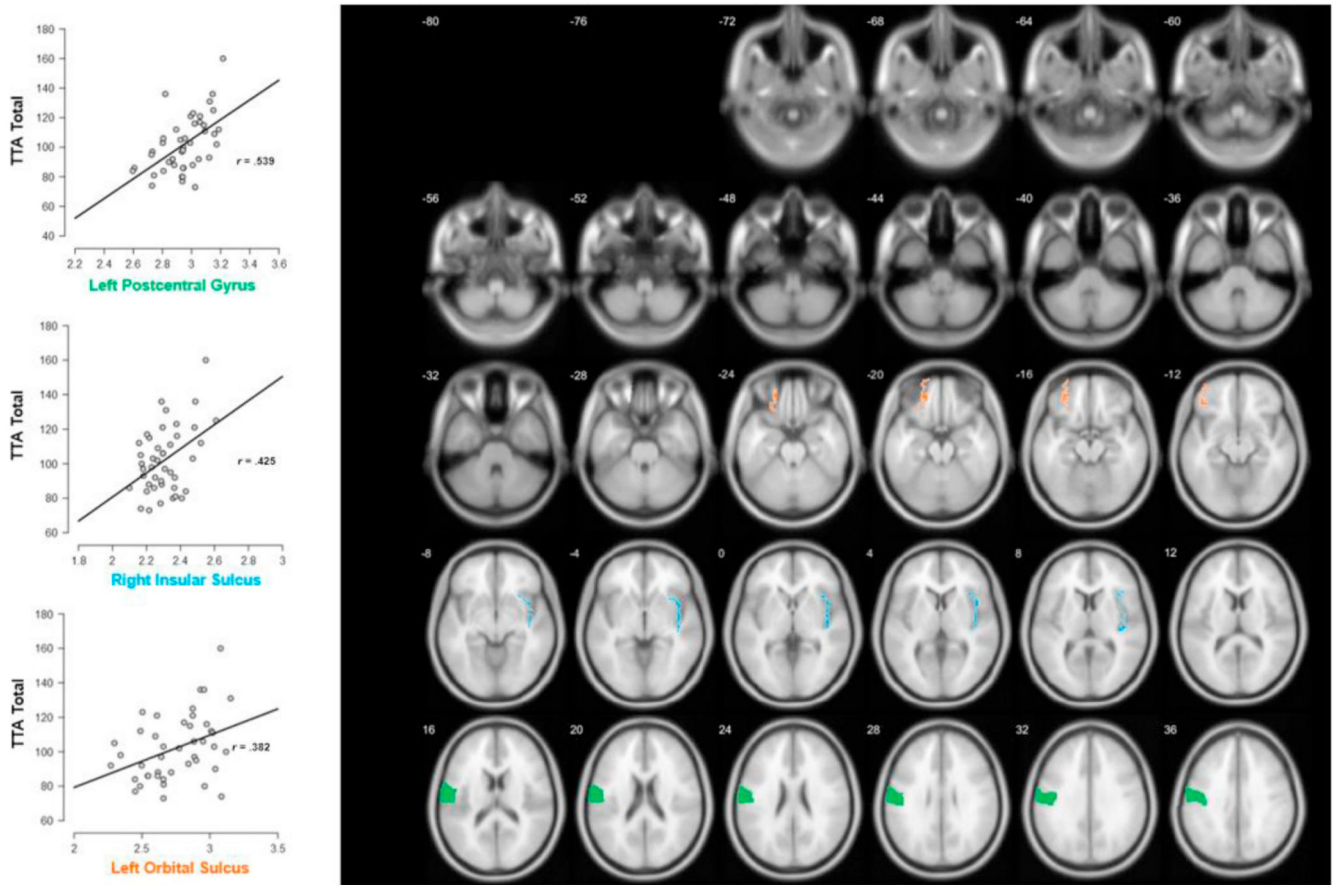 180
160
140
120
100
80
60
40
TTA Total
r = .539
2.2 2.4 2.6 2.8 3 3.2 3.4 3.6
Left Postcentral Gyrus
180
160
140
120
100
80
60
TTA Total
r = .425
1.8 2 2.2 2.4 2.6 2.8 3
Right Insular Sulcus
180
160
140
120
100
80
60
40
TTA Total
r = .382
2 2.5 3 3.5
Left Orbital Sulcus
-80 -76 -72 -68 -64 -60
-56 -52 -48 -44 -40 -36
-32 -28 -24 -20 -16 -12
-8 -4 0 4 8 12
16 20 24 28 32 36